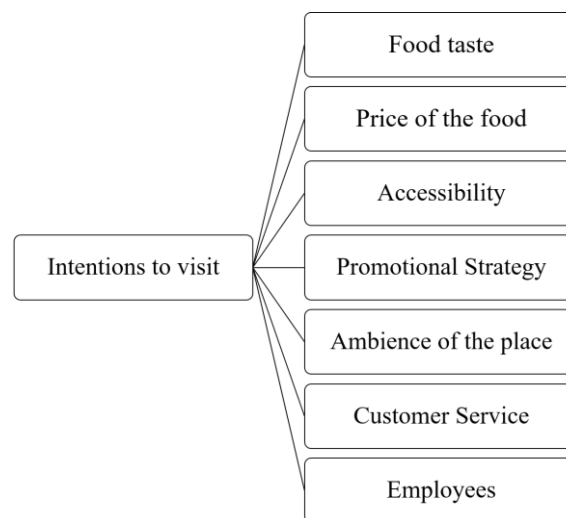 Food taste
Price of the food
Accessibility
Intentions to visit
Promotional Strategy
Ambience of the place
Customer Service
Employees